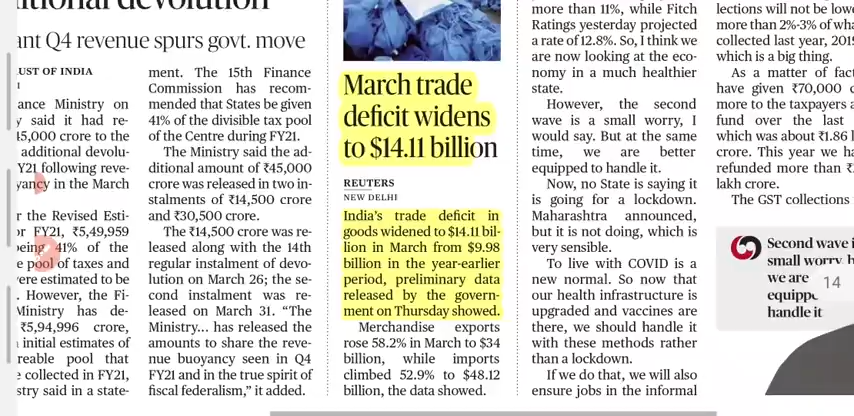 itional devolution
ant Q4 revenue spurs govt. move
UST OF INDIA
ance Ministry on
y said it had re-
45,000 crore to the
additional devolu-
Y21 following reve-
yancy in the March
r the Revised Esti-
or FY21, ₹5,49,959
being 41% of the
e pool of taxes and
were estimated to be
. However, the Fi-
Ministry has de-
₹5,94,996 crore,
initial estimates of
reable pool that
e collected in FY21,
stry said in a state-
ment. The 15th Finance
Commission has recom-
mended that States be given
41% of the divisible tax pool
of the Centre during FY21.
The Ministry said the ad-
ditional amount of ₹45,000
crore was released in two in-
stalments of ₹14,500 crore
and ₹30,500 crore.
The ₹14,500 crore was re-
leased along with the 14th
regular instalment of devo-
lution on March 26; the se-
cond instalment was re-
leased on March 31. “The
Ministry... has released the
amounts to share the reve-
nue buoyancy seen in Q4
FY21 and in the true spirit of
fiscal federalism,” it added.
March trade
deficit widens
to $14.11 billion
REUTERS
NEW DELHI
India’s trade deficit in
goods widened to $14.11 bil-
lion in March from $9.98
billion in the year-earlier
period, preliminary data
released by the govern-
ment on Thursday showed.
Merchandise exports
rose 58.2% in March to $34
billion, while imports
climbed 52.9% to $48.12
billion, the data showed.
more than 11%, while Fitch
Ratings yesterday projected
a rate of 12.8%. So, I think we
are now looking at the eco-
nomy in a much healthier
state.
However, the second
wave is a small worry, I
would say. But at the same
time, we are better
equipped to handle it.
Now, no State is saying it
is going for a lockdown.
Maharashtra announced,
but it is not doing, which is
very sensible.
To live with COVID is a
new normal. So now that
our health infrastructure is
upgraded and vaccines are
there, we should handle it
with these methods rather
than a lockdown.
If we do that, we will also
ensure jobs in the informal
lections will not be low
more than 2%-3% of wha
collected last year, 2019
which is a big thing.
As a matter of fac
have given ₹70,000 c
more to the taxpayers a
fund over the last
which was about ₹1.86 l
crore. This year we ha
refunded more than ₹
lakh crore.
The GST collections
Second wave i
small worry, b
we are
equippe
handle it
14